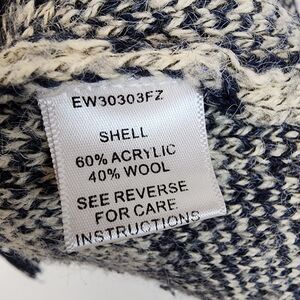 EW30303FZ
SHELL
60% ACRYLIC
40% WOOL
SEE REVERSE
FOR CARE
INSTRUCTIONS